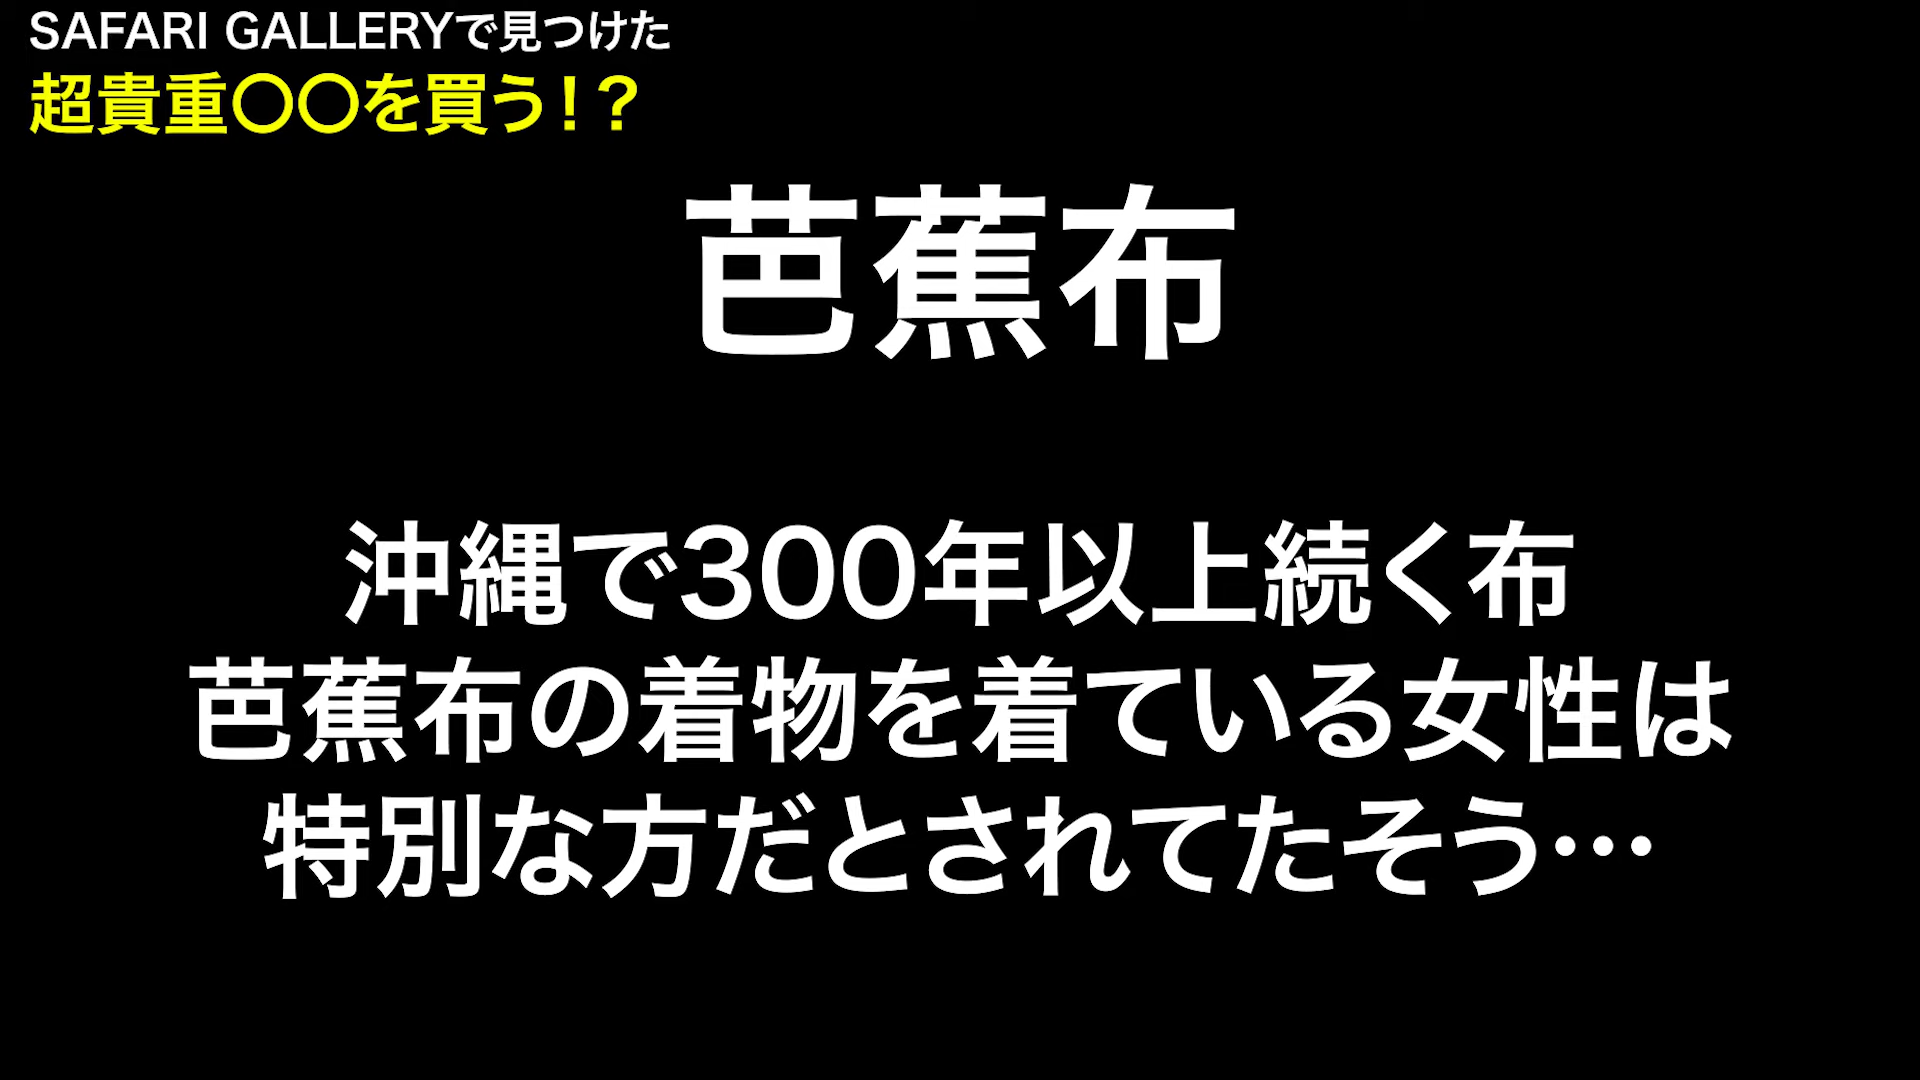 SAFARI GALLERYで見つけた
超貴重〇〇を買う!?
芭蕉布
沖縄で300年以上続く布
芭蕉布の着物を着ている女性は
特別な方だとされてたそう…